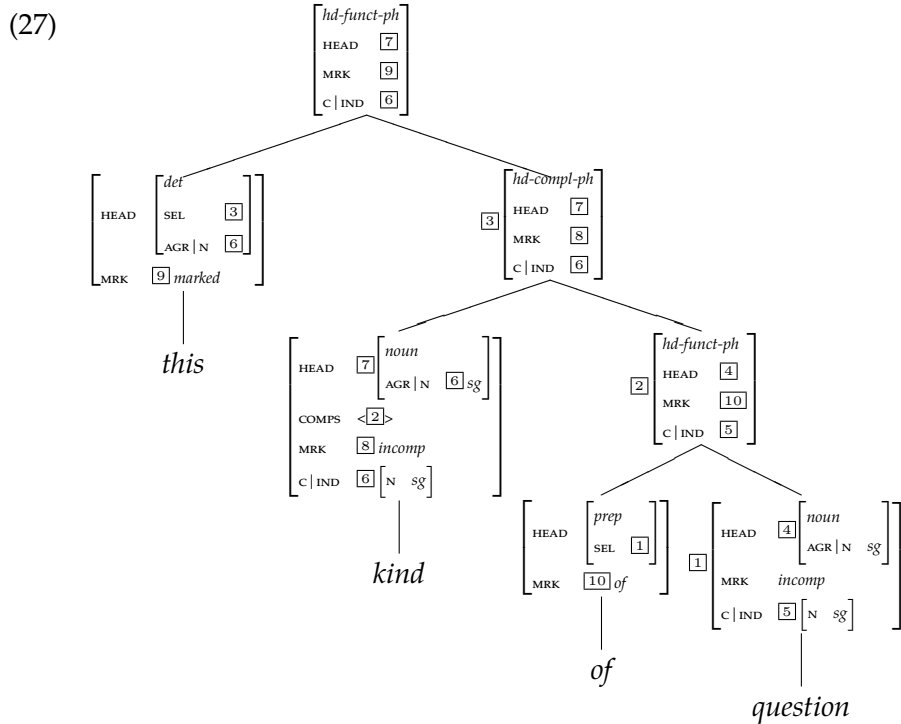 (27)
hd-funct-ph
HEAD 7
MRK 9
C|IND 6
det
HEAD SEL 3
AGR|N 6
MRK 9 marked
this
hd-compl-ph
3 HEAD 7
MRK 8
C|IND 6
HEAD 7 noun
AGR|N 6 sg
COMPS <2>
MRK 8 incomp
C|IND 6 N sg
kind
hd-funct-ph
2 HEAD 4
MRK 10
C|IND 5
HEAD prep
SEL 1
MRK 10 of
of
1 HEAD 4 noun
AGR|N sg
MRK incomp
C|IND 5 N sg
question